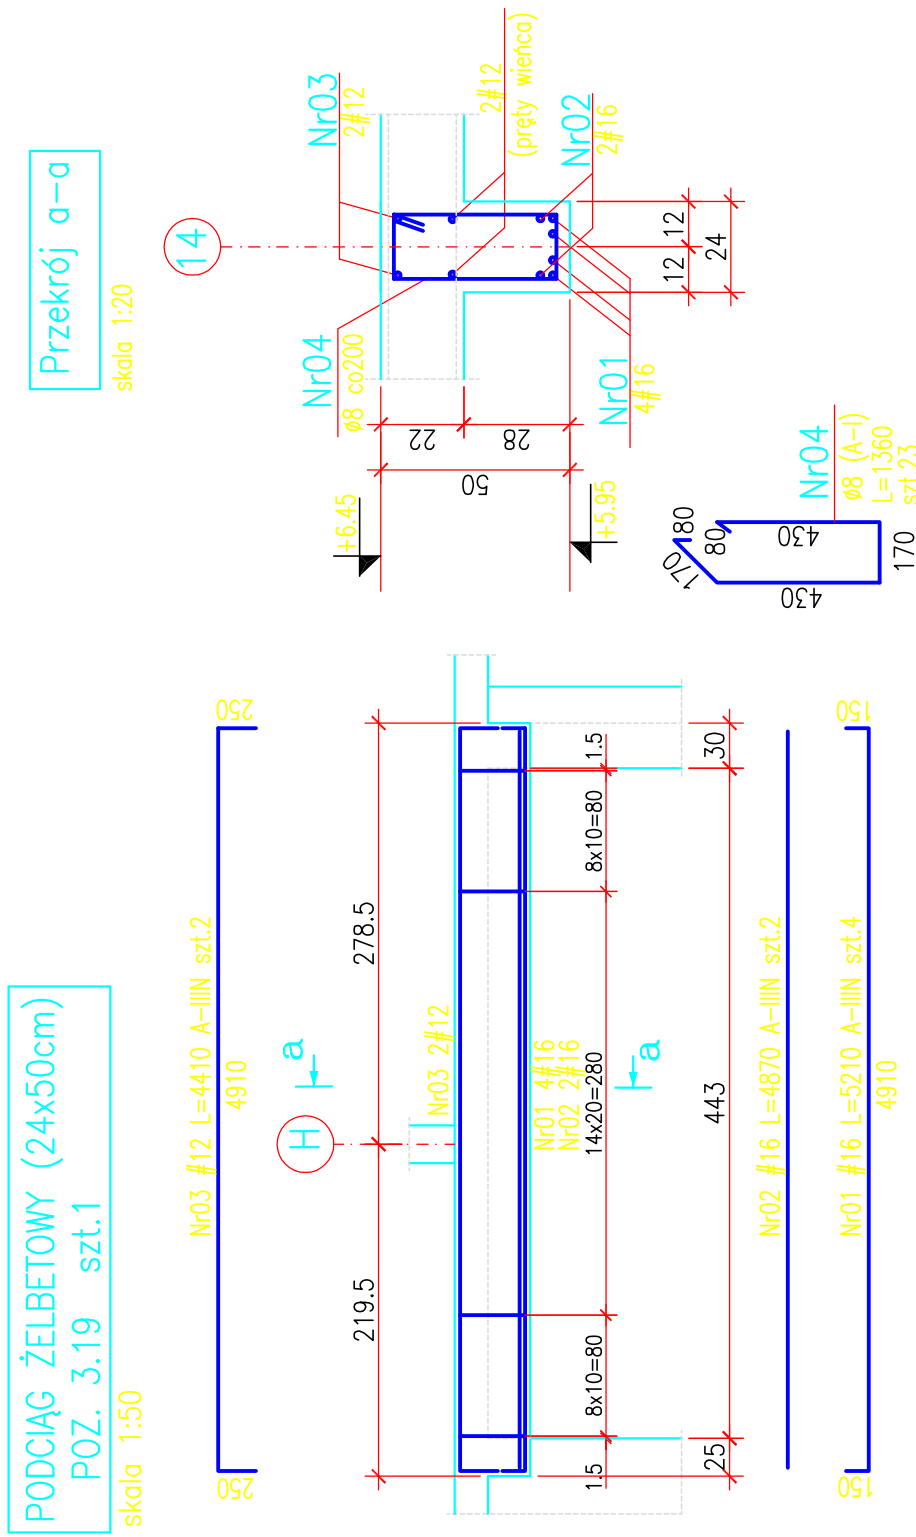 PODCIĄG ŻELBETOWY (24x50cm)
POZ. 3.19 szt.1
skala 1:50
Nr03 #12 L=4410 A-IIIN szt.2
4910
250
250
219.5
278.5
H
a
a
Nr03 2#12
Nr01 4#16
Nr02 2#16
1.5
8x10=80
14x20=280
8x10=80
1.5
25
443
30
Nr02 #16 L=4870 A-IIIN szt.2
Nr01 #16 L=5210 A-IIIN szt.4
4910
150
150
Przekrój a-a
skala 1:20
14
Nr03
2#12
2#12
(pręty wieńca)
Nr02
2#16
Nr04
ø8 co200
Nr01
4#16
22
28
50
+6.45
+5.95
12
12
24
Nr04
ø8 (A-I)
L=1360
szt.23
80
80
170
430
430
170